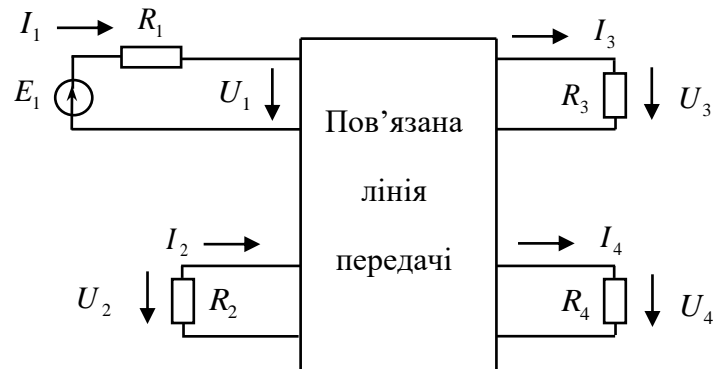 I₁ R₁
I₃
E₁
U₁
R₃
U₃
Пов’язана
лінія
передачі
I₂
I₄
U₂
R₂
R₄
U₄